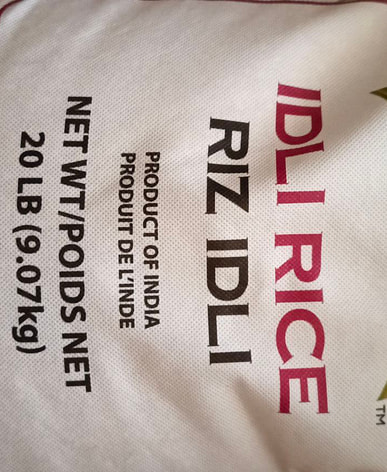 ™
IDLI RICE
RIZ IDLI
PRODUCT OF INDIA
PRODUIT DE L'INDE
NET WT/POIDS NET
20 LB (9.07kg)